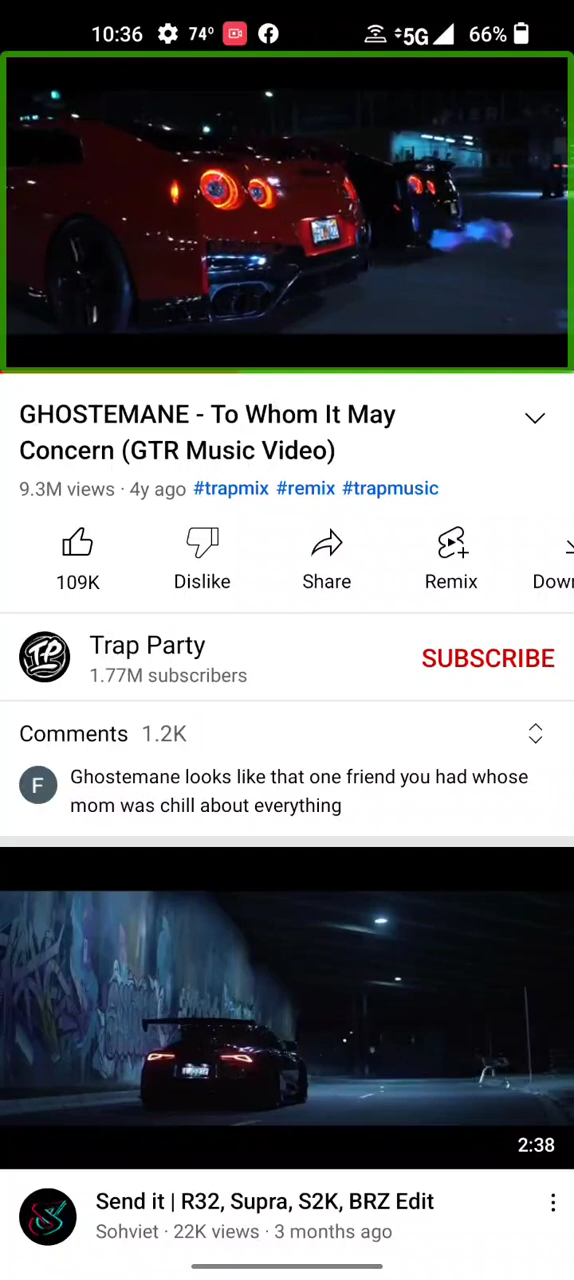 10:36 74° 5G 66%
GHOSTEMANE - To Whom It May
Concern (GTR Music Video)
9.3M views · 4y ago #trapmix #remix #trapmusic
109K Dislike Share Remix Dow
TP Trap Party
1.77M subscribers
SUBSCRIBE
Comments 1.2K
F Ghostemane looks like that one friend you had whose
mom was chill about everything
2:38
Send it | R32, Supra, S2K, BRZ Edit
Sohviet · 22K views · 3 months ago